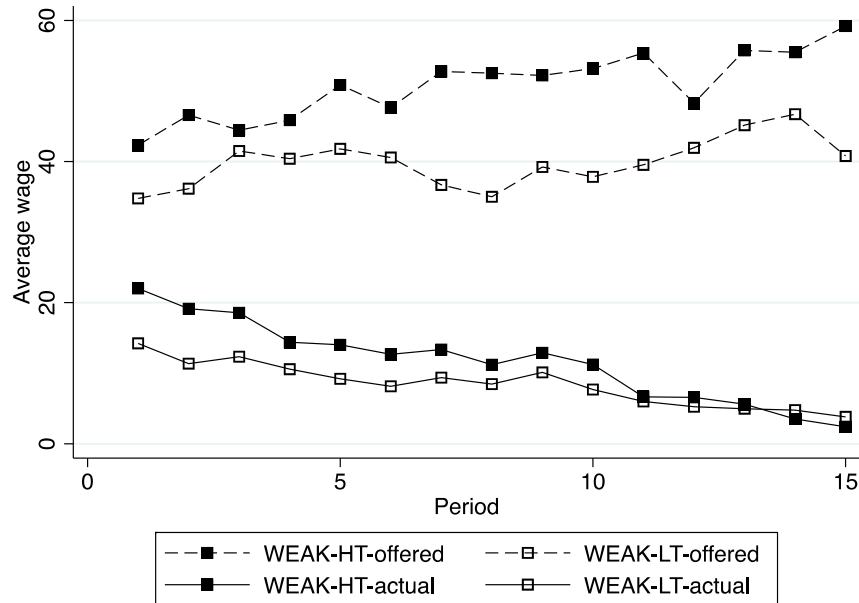 60
40
20
0
Average wage
0 5 10 15
Period
WEAK-HT-offered WEAK-LT-offered
WEAK-HT-actual WEAK-LT-actual